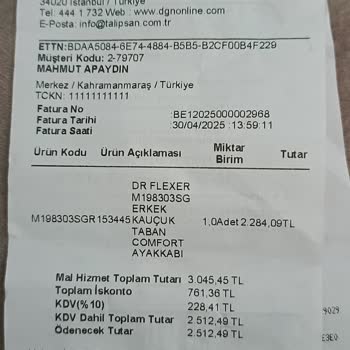 34020 İstanbul / Türkiye
Tel: 444 1 732 Web : www.dgnonline.com
E-Posta: info@talipsan.com.tr
ETTN:BDAA5084-6E74-4884-B5B5-B2CF00B4F229
Müşteri Kodu: 2-79707
MAHMUT APAYDIN
Merkez / Kahramanmaraş / Türkiye
TCKN: 11111111111
Fatura No :BE12025000002968
Fatura Tarihi :30/04/2025 :13:59:11
Fatura Saati
Ürün Kodu Ürün Açıklaması Miktar Birim Tutar
DR FLEXER
M198303SG
ERKEK
M198303SGR153445KAUÇUK 1,0Adet2.284,09TL
TABAN
COMFORT
AYAKKABI
Mal Hizmet Toplam Tutarı 3.045,45 TL
Toplam İskonto 761,36 TL
KDV(%10) 228,41 TL
KDV Dahil Toplam Tutar 2.512,49 TL
Ödenecek Tutar 2.512,49 TL
9029
E3E0